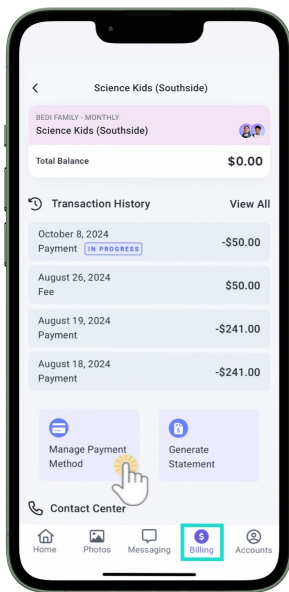 Science Kids (Southside)
BEDI FAMILY - MONTHLY
Science Kids (Southside)
Total Balance $0.00
Transaction History View All
October 8, 2024
Payment IN PROGRESS -$50.00
August 26, 2024
Fee $50.00
August 19, 2024
Payment -$241.00
August 18, 2024
Payment -$241.00
Manage Payment Method
Generate Statement
Contact Center
Home Photos Messaging Billing Accounts